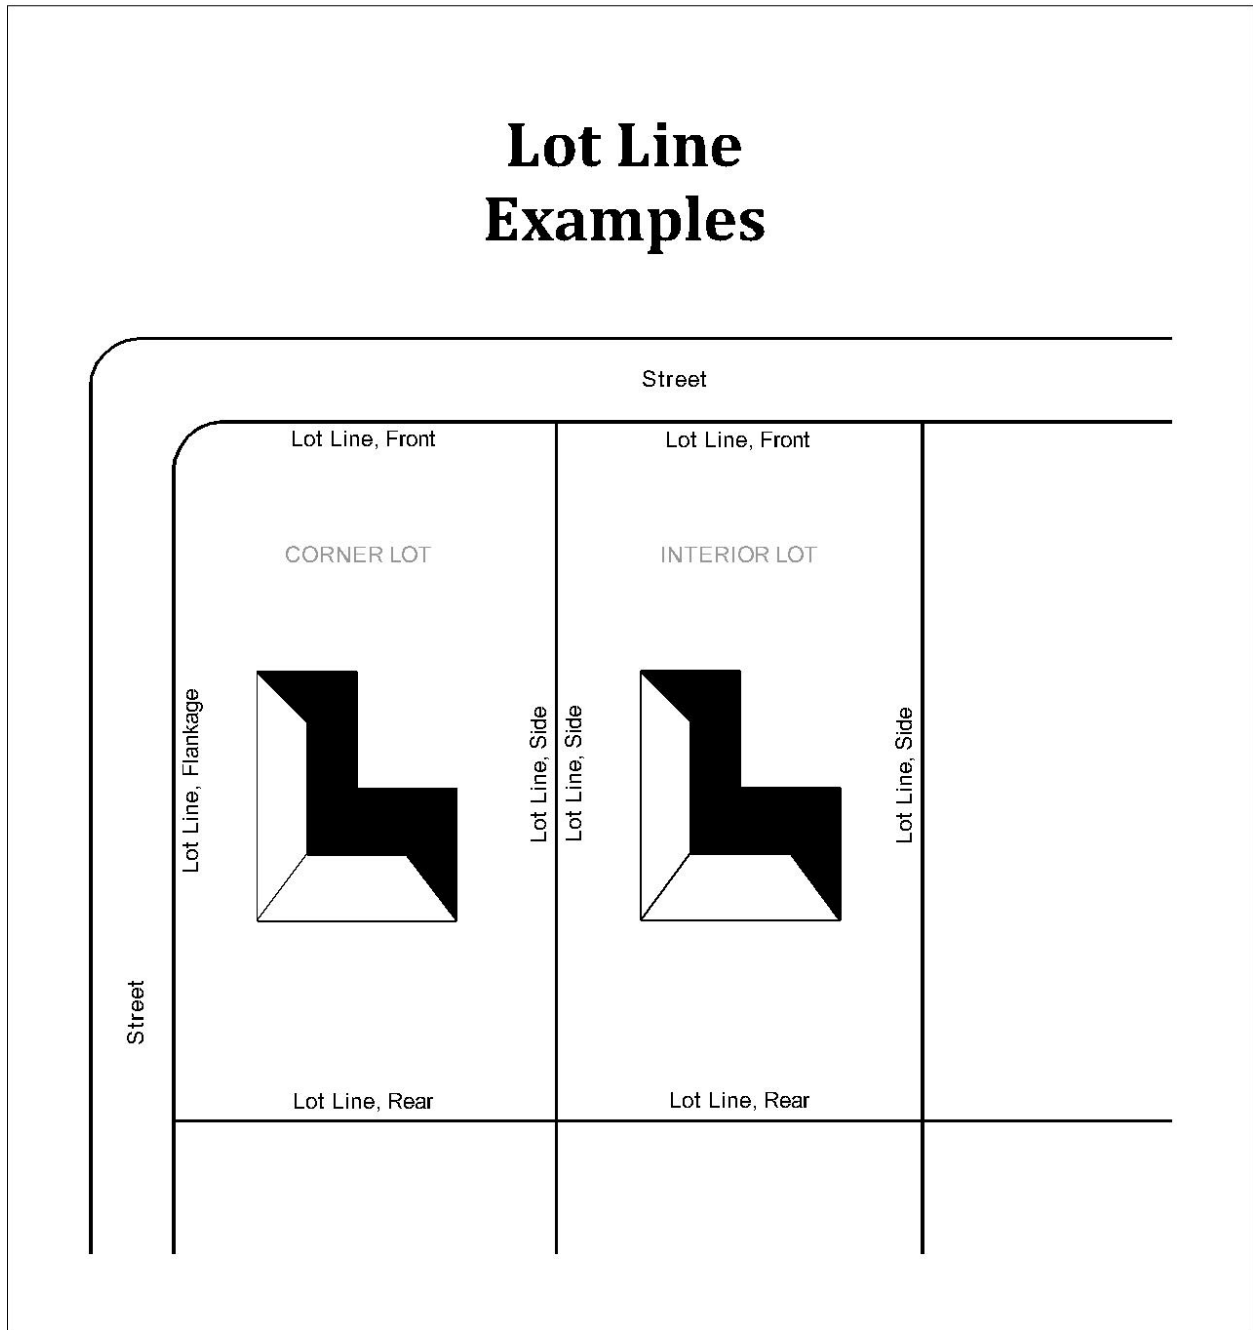 Lot Line
Examples
Street
Lot Line, Front
Lot Line, Front
CORNER LOT
INTERIOR LOT
Lot Line, Flankage
Lot Line, Side
Lot Line, Side
Lot Line, Side
Street
Lot Line, Rear
Lot Line, Rear